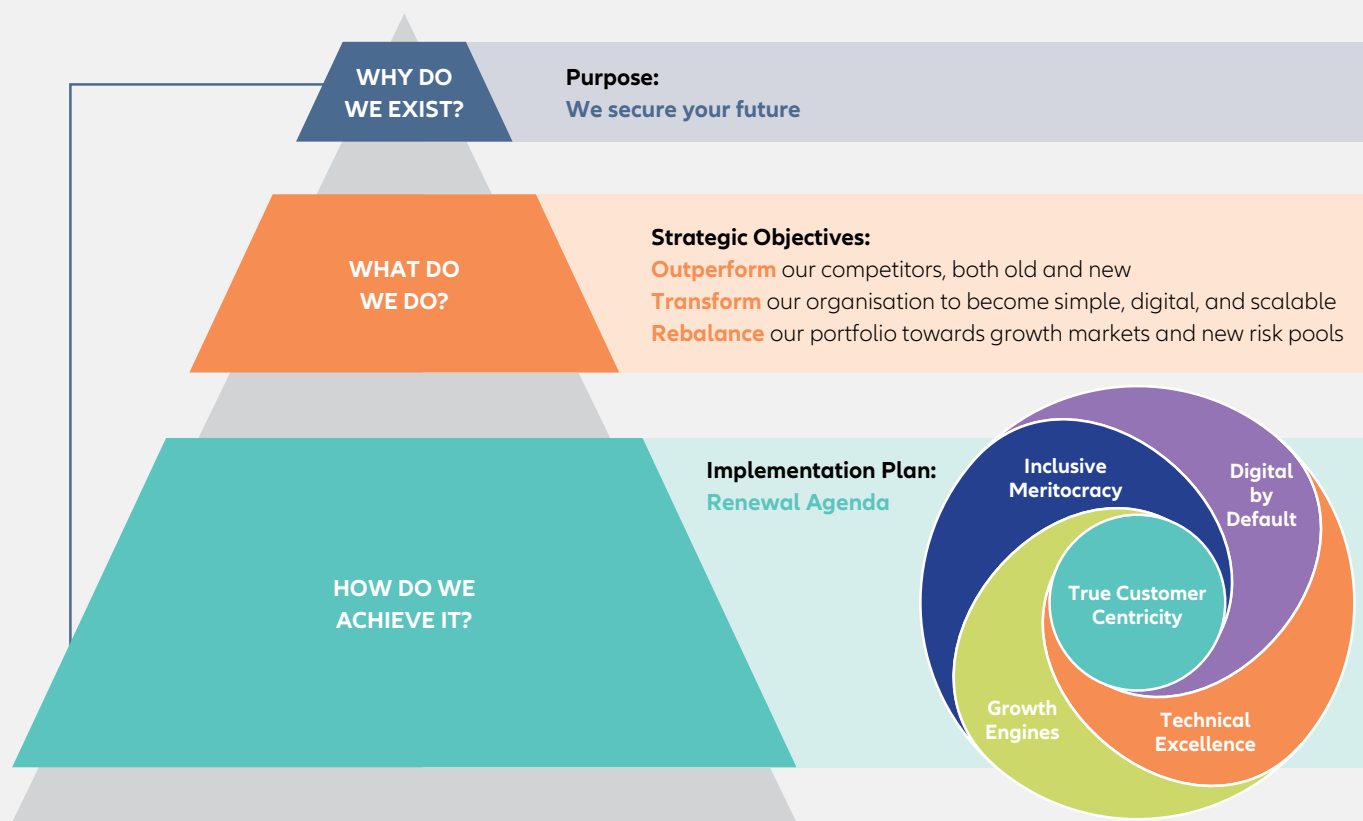 WHY DO
WE EXIST?
Purpose:
We secure your future
WHAT DO
WE DO?
Strategic Objectives:
Outperform our competitors, both old and new
Transform our organisation to become simple, digital, and scalable
Rebalance our portfolio towards growth markets and new risk pools
HOW DO WE
ACHIEVE IT?
Implementation Plan:
Renewal Agenda
Inclusive
Meritocracy
Digital
by
Default
True Customer
Centricity
Growth
Engines
Technical
Excellence